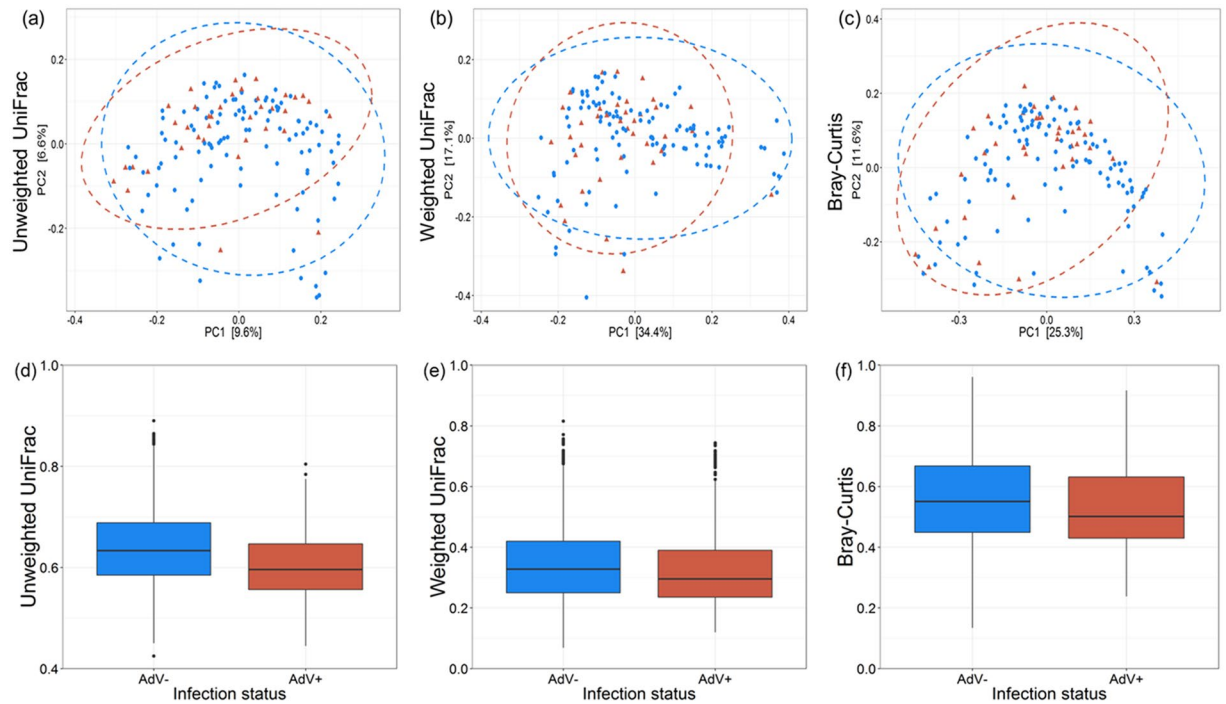 (a)
Unweighted UniFrac
PC2 [6.6%]
0.2
0.0
-0.2
-0.4
-0.2
0.0
0.2
PC1 [9.6%]
(b)
Weighted UniFrac
PC2 [17.1%]
0.2
0.0
-0.2
-0.4
-0.4
-0.2
0.0
0.2
0.4
PC1 [34.4%]
(c)
Bray-Curtis
PC2 [11.6%]
0.4
0.2
0.0
-0.2
-0.3
0.0
0.3
PC1 [25.3%]
(d)
Unweighted UniFrac
1.0
0.8
0.6
0.4
AdV-
AdV+
Infection status
(e)
Weighted UniFrac
1.0
0.8
0.6
0.4
0.2
0.0
AdV-
AdV+
Infection status
(f)
Bray-Curtis
1.0
0.8
0.6
0.4
0.2
0.0
AdV-
AdV+
Infection status